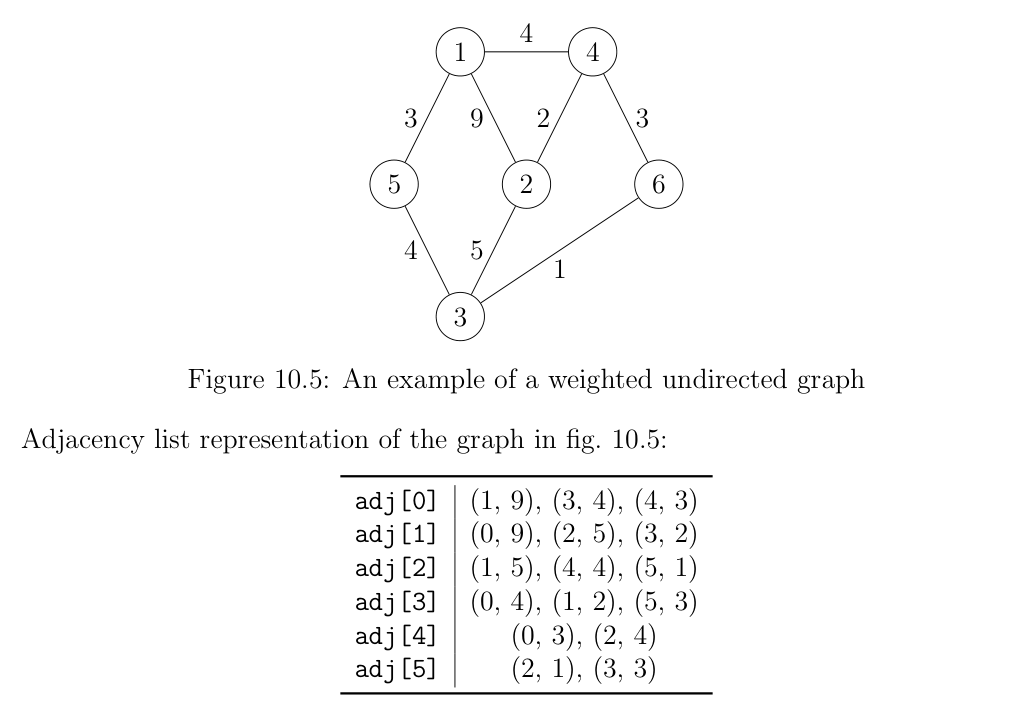 4
1 4
3 9 2 3
5 2 6
4 5
1
3
Figure 10.5: An example of a weighted undirected graph
Adjacency list representation of the graph in fig. 10.5:
adj[0] (1, 9), (3, 4), (4, 3)
adj[1] (0, 9), (2, 5), (3, 2)
adj[2] (1, 5), (4, 4), (5, 1)
adj[3] (0, 4), (1, 2), (5, 3)
adj[4] (0, 3), (2, 4)
adj[5] (2, 1), (3, 3)